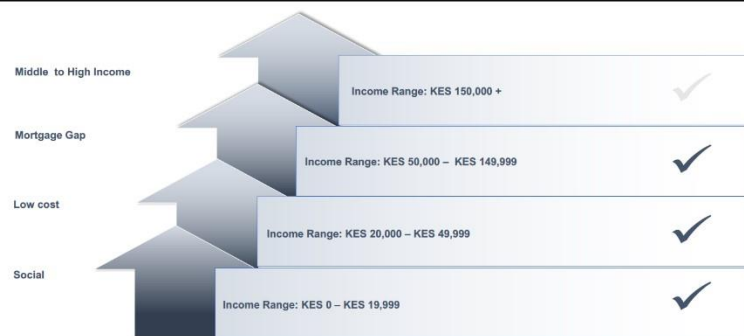 Middle to High Income
Income Range: KES 150,000 +
Mortgage Gap
Income Range: KES 50,000 – KES 149,999
Low cost
Income Range: KES 20,000 – KES 49,999
Social
Income Range: KES 0 – KES 19,999